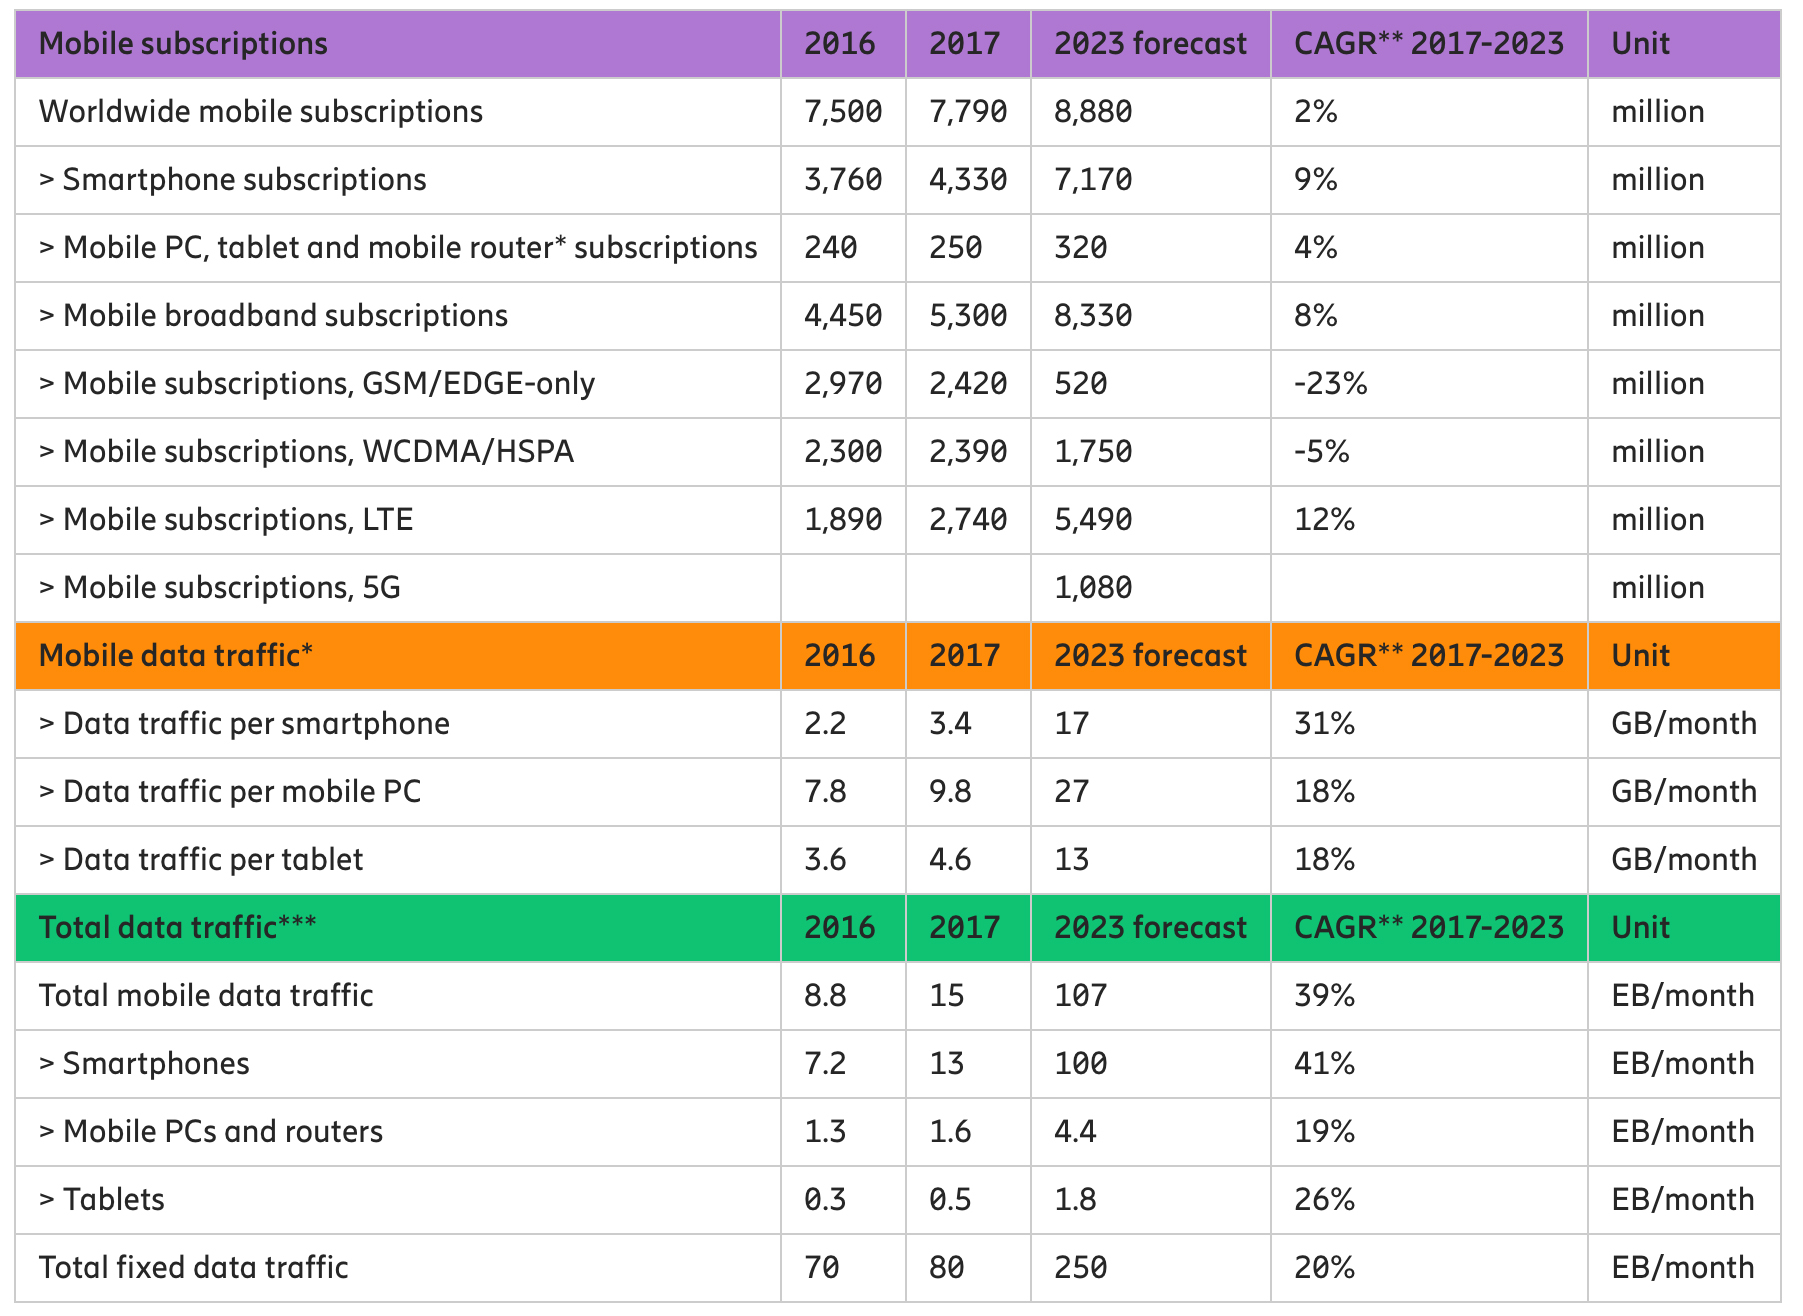 Mobile subscriptions 2016 2017 2023 forecast CAGR** 2017-2023 Unit
Worldwide mobile subscriptions 7,500 7,790 8,880 2% million
> Smartphone subscriptions 3,760 4,330 7,170 9% million
> Mobile PC, tablet and mobile router* subscriptions 240 250 320 4% million
> Mobile broadband subscriptions 4,450 5,300 8,330 8% million
> Mobile subscriptions, GSM/EDGE-only 2,970 2,420 520 -23% million
> Mobile subscriptions, WCDMA/HSPA 2,300 2,390 1,750 -5% million
> Mobile subscriptions, LTE 1,890 2,740 5,490 12% million
> Mobile subscriptions, 5G 1,080 million
Mobile data traffic* 2016 2017 2023 forecast CAGR** 2017-2023 Unit
> Data traffic per smartphone 2.2 3.4 17 31% GB/month
> Data traffic per mobile PC 7.8 9.8 27 18% GB/month
> Data traffic per tablet 3.6 4.6 13 18% GB/month
Total data traffic*** 2016 2017 2023 forecast CAGR** 2017-2023 Unit
Total mobile data traffic 8.8 15 107 39% EB/month
> Smartphones 7.2 13 100 41% EB/month
> Mobile PCs and routers 1.3 1.6 4.4 19% EB/month
> Tablets 0.3 0.5 1.8 26% EB/month
Total fixed data traffic 70 80 250 20% EB/month